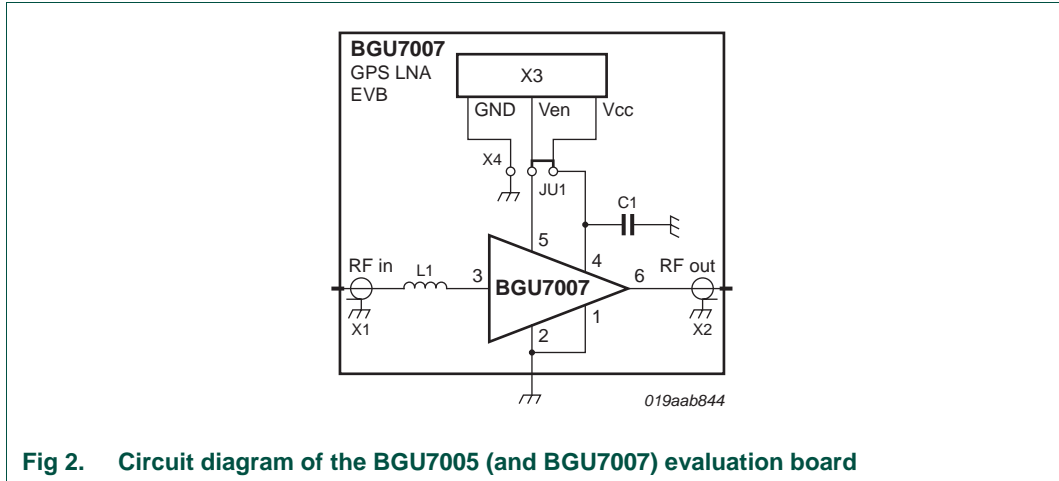 BGU7007
GPS LNA
EVB
X3
GND Ven Vcc
X4
JU1
C1
5
4
RF in
L1
3
BGU7007
6
RF out
X1
2
1
X2
019aab844
Fig 2. Circuit diagram of the BGU7005 (and BGU7007) evaluation board